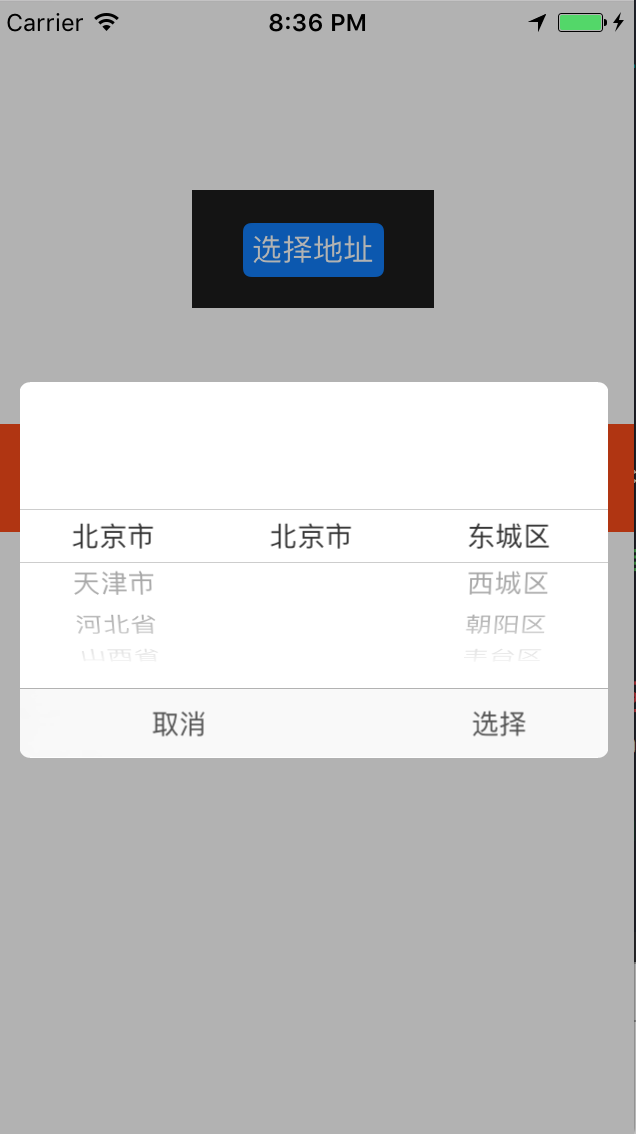 Carrier 8:36 PM
选择地址
北京市 北京市 东城区
天津市 西城区
河北省 朝阳区
山西省 丰台区
取消 选择